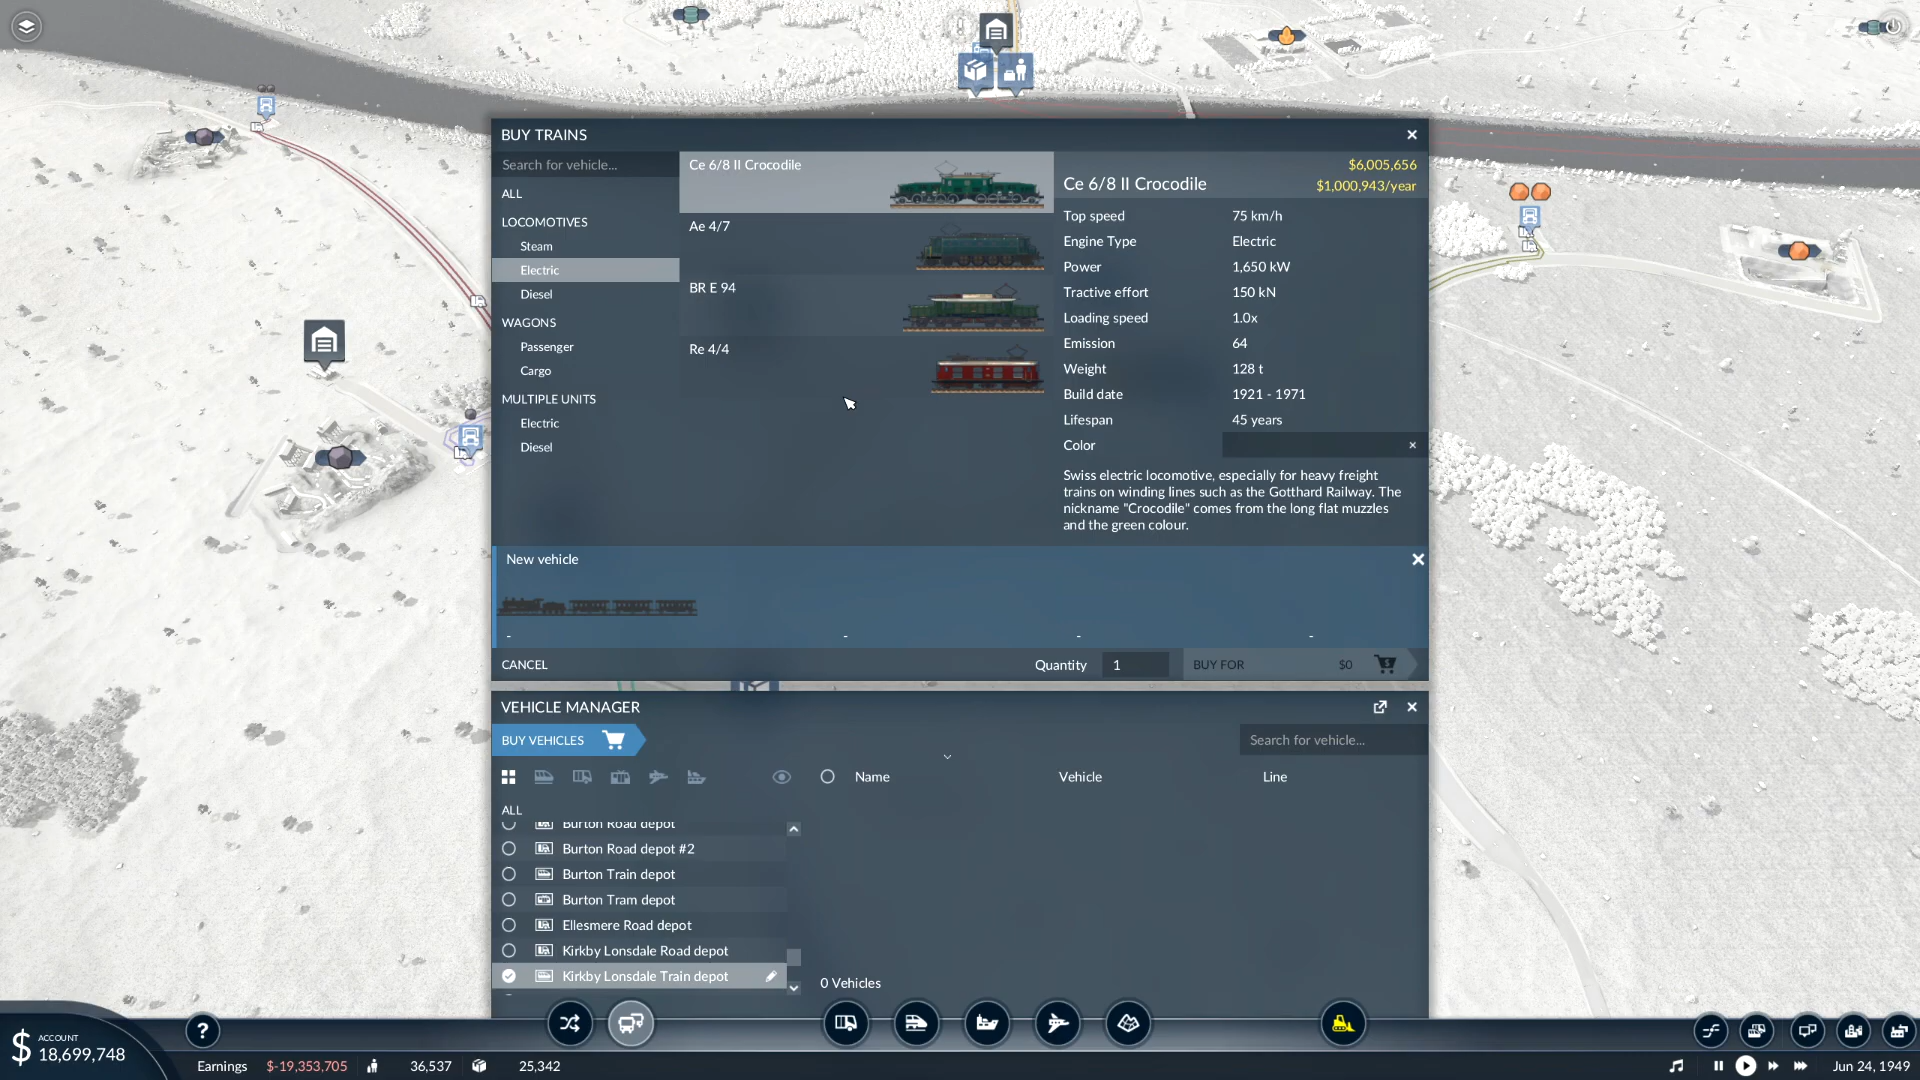 BUY TRAINS
Search for vehicle...
ALL
LOCOMOTIVES
Steam
Electric
Diesel
WAGONS
Passenger
Cargo
MULTIPLE UNITS
Electric
Diesel
Ce 6/8 II Crocodile
Ae 4/7
BR E 94
Re 4/4
$6,005,656
Ce 6/8 II Crocodile
$1,000,943/year
Top speed 75 km/h
Engine Type Electric
Power 1,650 kW
Tractive effort 150 kN
Loading speed 1.0x
Emission 64
Weight 128 t
Build date 1921 - 1971
Lifespan 45 years
Color
Swiss electric locomotive, especially for heavy freight
trains on winding lines such as the Gotthard Railway. The
nickname "Crocodile" comes from the long flat muzzles
and the green colour.
New vehicle
- - - -
CANCEL
Quantity 1
BUY FOR $0
VEHICLE MANAGER
BUY VEHICLES
Search for vehicle...
Name Vehicle Line
ALL
Burton Road depot
Burton Road depot #2
Burton Train depot
Burton Tram depot
Ellesmere Road depot
Kirkby Lonsdale Road depot
Kirkby Lonsdale Train depot
0 Vehicles
$ ACCOUNT
18,699,748
?
Earnings $-19,353,705 36,537 25,342
Jun 24, 1949